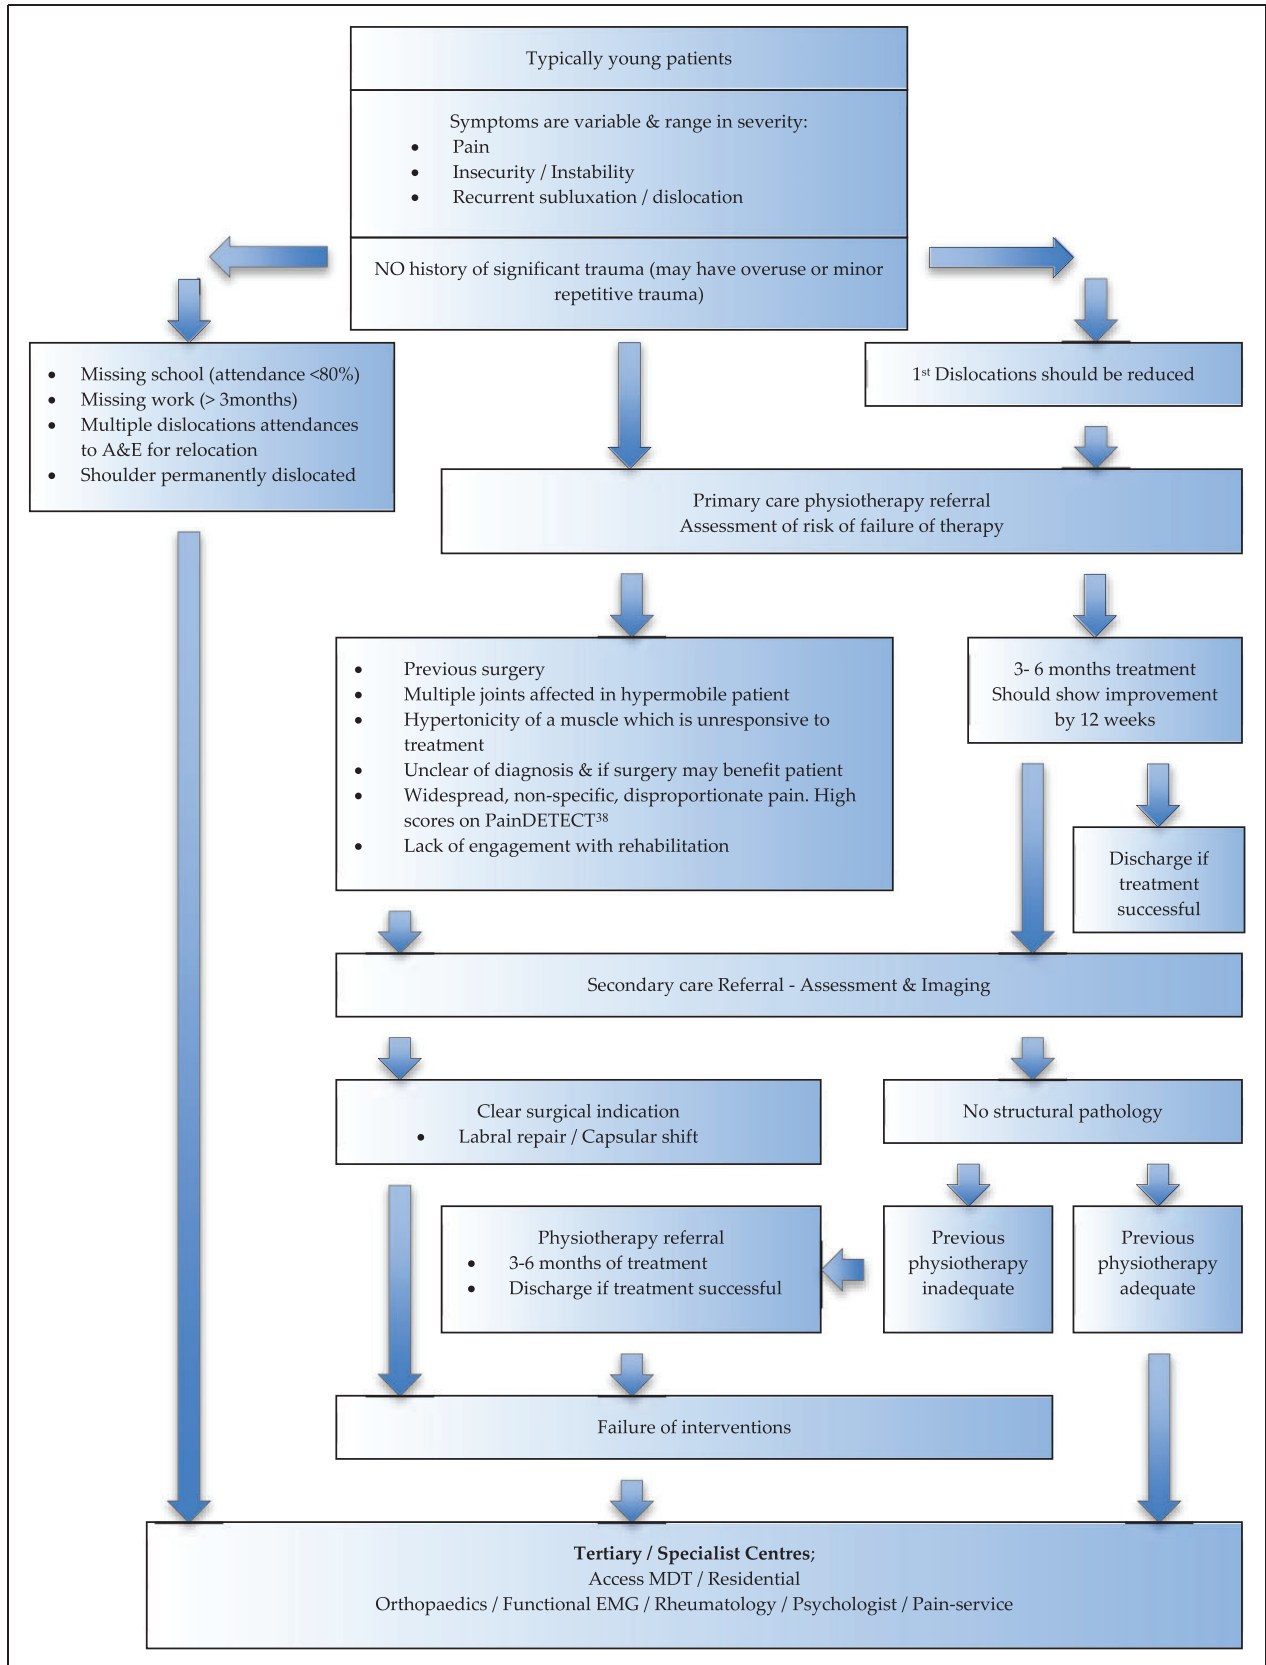 Typically young patients
Symptoms are variable & range in severity:
• Pain
• Insecurity / Instability
• Recurrent subluxation / dislocation
NO history of significant trauma (may have overuse or minor
repetitive trauma)
• Missing school (attendance <80%)
• Missing work (> 3months)
• Multiple dislocations attendances
to A&E for relocation
• Shoulder permanently dislocated
1st Dislocations should be reduced
Primary care physiotherapy referral
Assessment of risk of failure of therapy
• Previous surgery
• Multiple joints affected in hypermobile patient
• Hypertonicity of a muscle which is unresponsive to
treatment
• Unclear of diagnosis & if surgery may benefit patient
• Widespread, non-specific, disproportionate pain. High
scores on PainDETECT38
• Lack of engagement with rehabilitation
3- 6 months treatment
Should show improvement
by 12 weeks
Discharge if
treatment
successful
Secondary care Referral - Assessment & Imaging
Clear surgical indication
• Labral repair / Capsular shift
No structural pathology
Physiotherapy referral
• 3-6 months of treatment
• Discharge if treatment successful
Previous
physiotherapy
inadequate
Previous
physiotherapy
adequate
Failure of interventions
Tertiary / Specialist Centres;
Access MDT / Residential
Orthopaedics / Functional EMG / Rheumatology / Psychologist / Pain-service